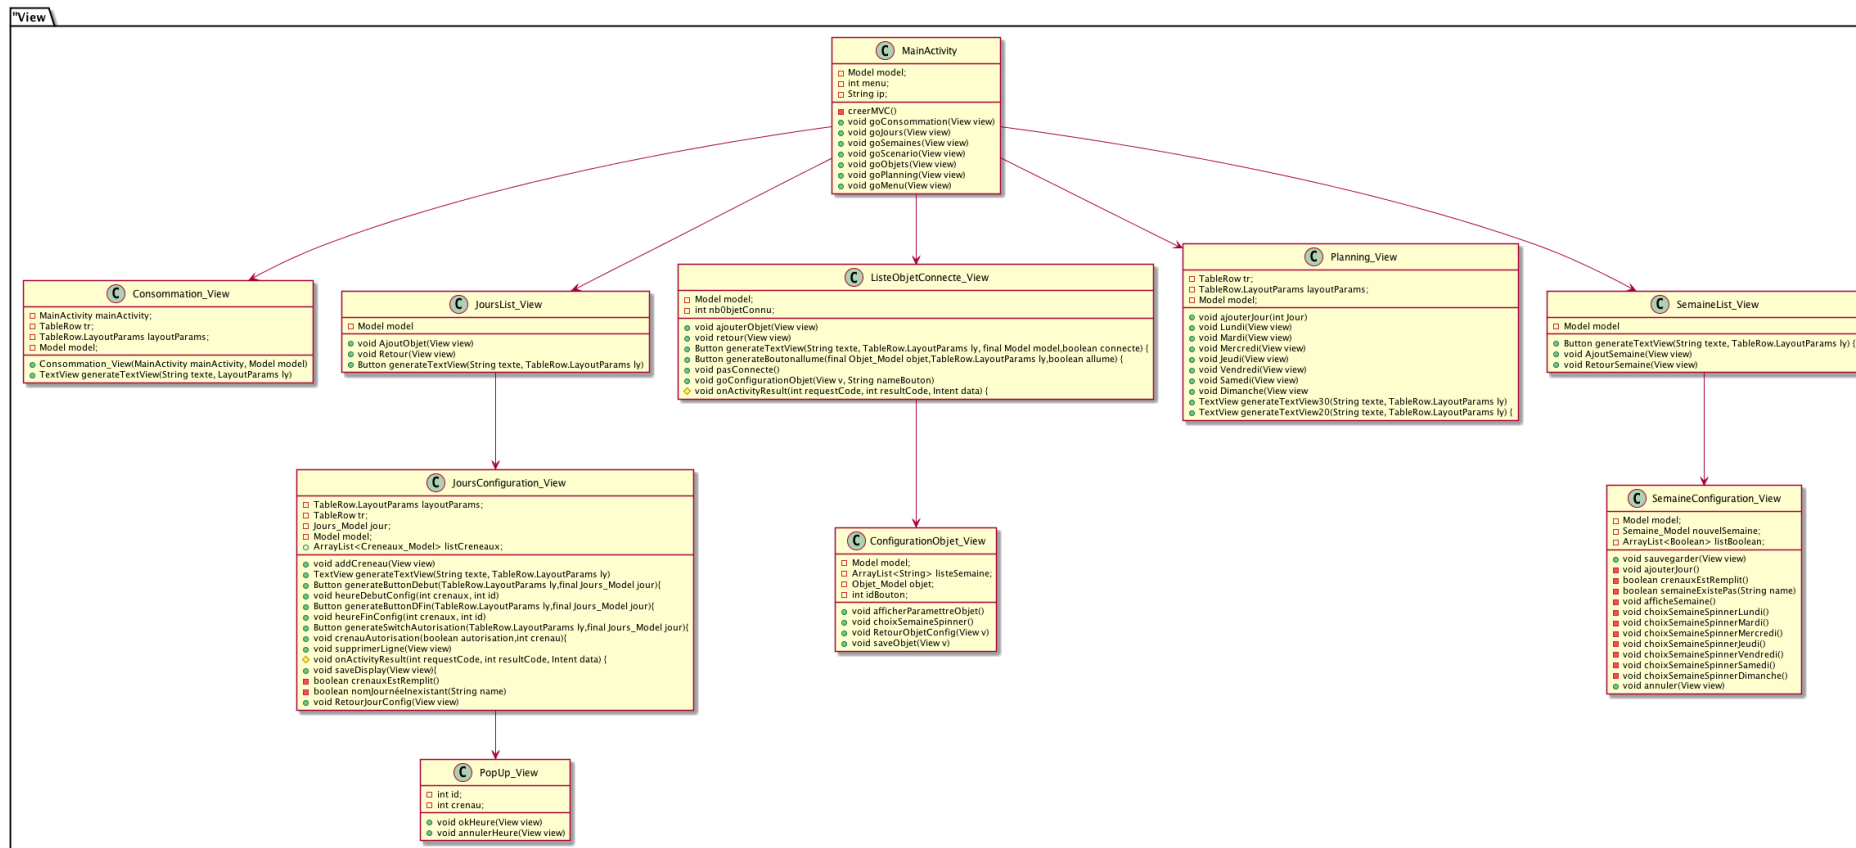 "View
C MainActivity
Model model;
int menu;
String ip;
creerMVC()
void goConsommation(View view)
void goJours(View view)
void goSemaines(View view)
void goScenario(View view)
void goObjets(View view)
void goPlanning(View view)
void goMenu(View view)
C Consommation_View
MainActivity mainActivity;
TableRow tr;
TableRow.LayoutParams layoutParams;
Model model;
Consommation_View(MainActivity mainActivity, Model model)
TextView generateTextView(String texte, LayoutParams ly)
C JoursList_View
Model model
void AjoutObjet(View view)
void Retour(View view)
Button generateTextView(String texte, TableRow.LayoutParams ly)
C ListeObjetConnecte_View
Model model;
int nbObjetConnu;
void ajouterObjet(View view)
void retour(View view)
Button generateTextView(String texte, TableRow.LayoutParams ly, final Model model,boolean connecte) {
Button generateBoutonallume(final Objet_Model objet,TableRow.LayoutParams ly,boolean allume) {
void pasConnecte()
void goConfigurationObjet(View v, String nameBouton)
void onActivityResult(int requestCode, int resultCode, Intent data) {
C Planning_View
TableRow tr;
TableRow.LayoutParams layoutParams;
Model model;
void ajouterJour(int Jour)
void Lundi(View view)
void Mardi(View view)
void Mercredi(View view)
void Jeudi(View view)
void Vendredi(View view)
void Samedi(View view)
void Dimanche(View view
TextView generateTextView30(String texte, TableRow.LayoutParams ly)
TextView generateTextView20(String texte, TableRow.LayoutParams ly) {
C SemaineList_View
Model model
Button generateTextView(String texte, TableRow.LayoutParams ly) {
void AjoutSemaine(View view)
void RetourSemaine(View view)
C JoursConfiguration_View
TableRow.LayoutParams layoutParams;
TableRow tr;
Jours_Model jour;
Model model;
ArrayList<Creneaux_Model> listCreneaux;
void addCreneau(View view)
TextView generateTextView(String texte, TableRow.LayoutParams ly)
Button generateButtonDebut(TableRow.LayoutParams ly,final Jours_Model jour){
void heureDebutConfig(int crenaux, int id)
Button generateButtonDFin(TableRow.LayoutParams ly,final Jours_Model jour){
void heureFinConfig(int crenaux, int id)
Button generateSwitchAutorisation(TableRow.LayoutParams ly,final Jours_Model jour){
void crenauAutorisation(boolean autorisation,int crenau){
void supprimerLigne(View view)
void onActivityResult(int requestCode, int resultCode, Intent data) {
void saveDisplay(View view){
boolean crenauxEstRemplit()
boolean nomJournéeInexistant(String name)
void RetourJourConfig(View view)
C ConfigurationObjet_View
Model model;
ArrayList<String> listeSemaine;
Objet_Model objet;
int idBouton;
void afficherParamettreObjet()
void choixSemaineSpinner()
void RetourObjetConfig(View v)
void saveObjet(View v)
C SemaineConfiguration_View
Model model;
Semaine_Model nouvelSemaine;
ArrayList<Boolean> listBoolean;
void sauvegarder(View view)
void ajouterJour()
boolean crenauxEstRemplit()
boolean semaineExistePas(String name)
void afficheSemaine()
void choixSemaineSpinnerLundi()
void choixSemaineSpinnerMardi()
void choixSemaineSpinnerMercredi()
void choixSemaineSpinnerJeudi()
void choixSemaineSpinnerVendredi()
void choixSemaineSpinnerSamedi()
void choixSemaineSpinnerDimanche()
void annuler(View view)
C PopUp_View
int id;
int crenau;
void okHeure(View view)
void annulerHeure(View view)